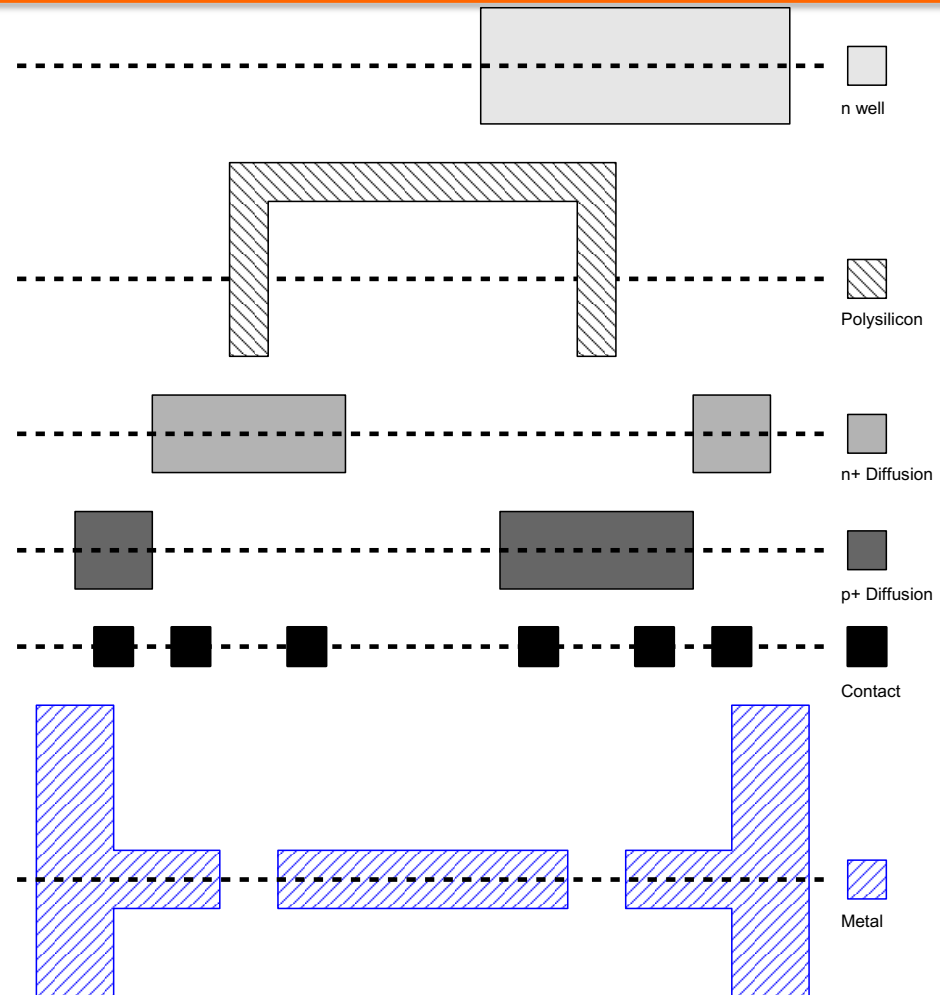 n well
Polysilicon
n+ Diffusion
p+ Diffusion
Contact
Metal